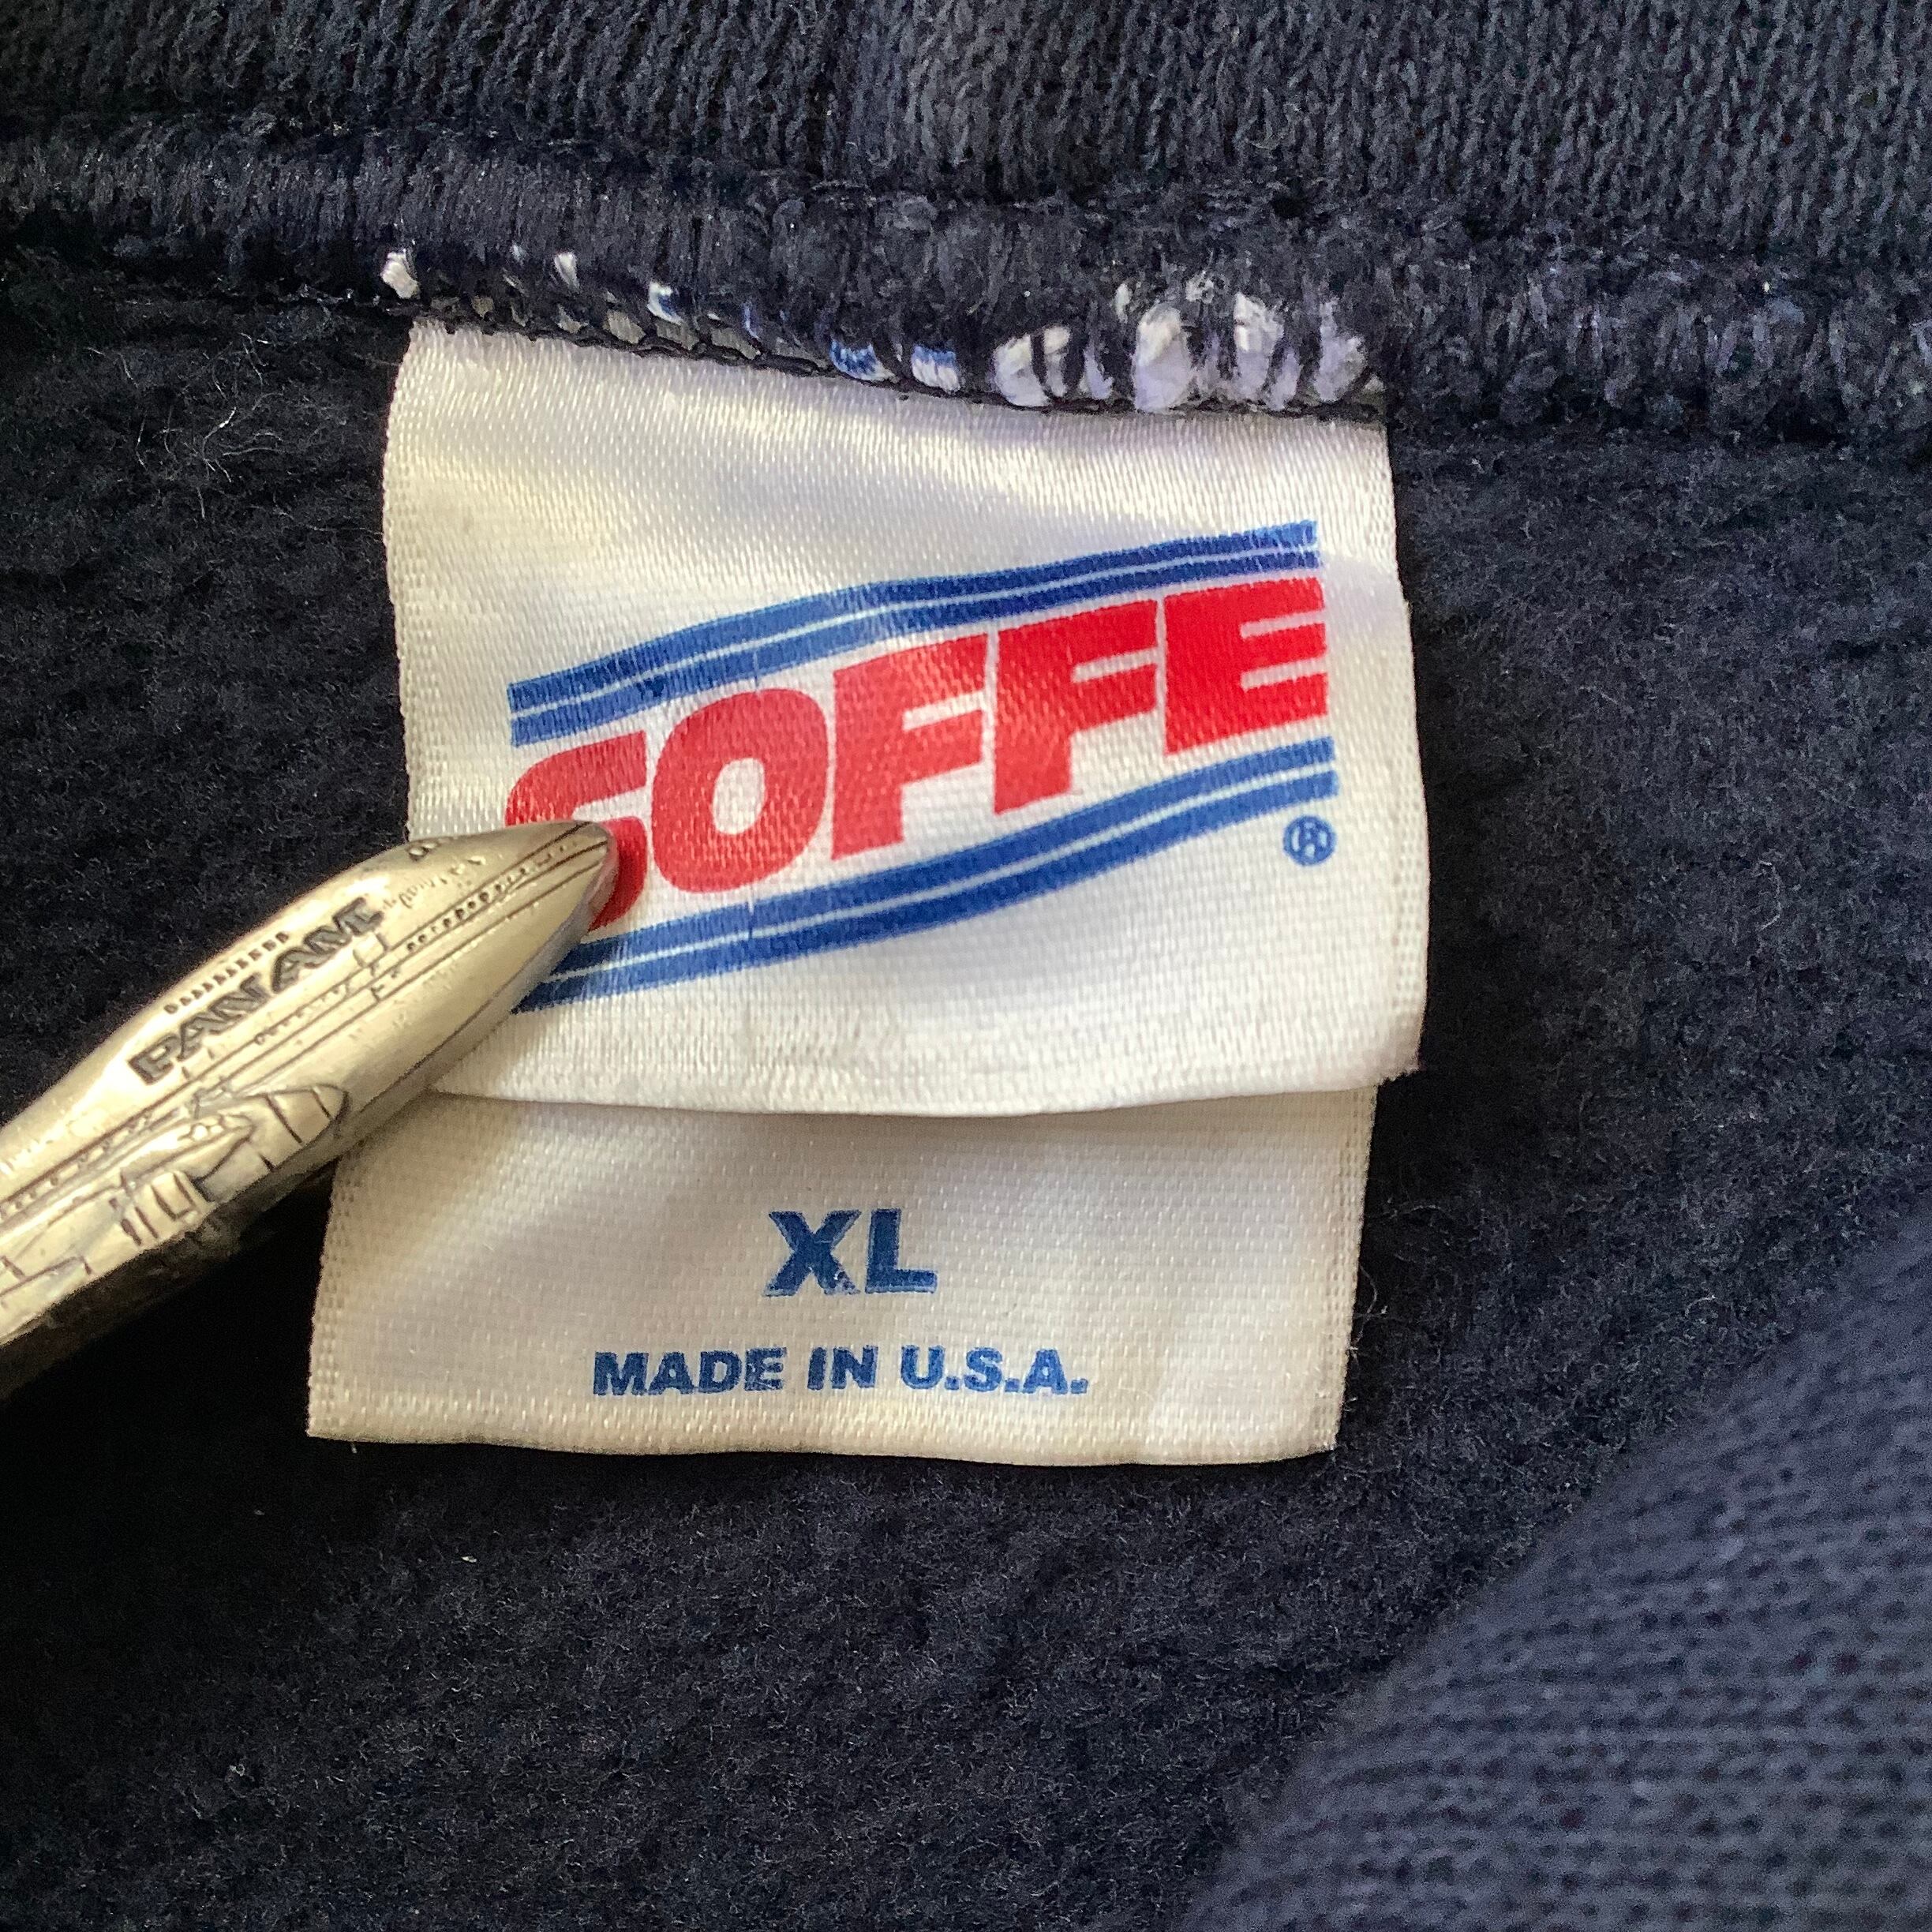 SOFFE
®
PAN AM
XL
MADE IN U.S.A.